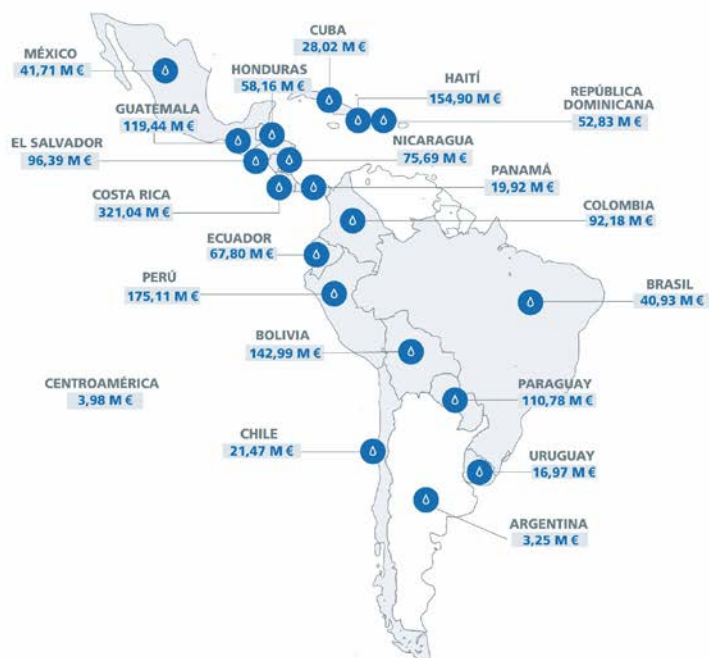 CUBA
28,02 M €
MÉXICO
41,71 M €
HONDURAS
58,16 M €
HAITÍ
154,90 M €
REPÚBLICA
DOMINICANA
52,83 M €
GUATEMALA
119,44 M €
EL SALVADOR
96,39 M €
NICARAGUA
75,69 M €
COSTA RICA
321,04 M €
PANAMÁ
19,92 M €
COLOMBIA
92,18 M €
ECUADOR
67,80 M €
PERÚ
175,11 M €
BRASIL
40,93 M €
BOLIVIA
142,99 M €
CENTROAMÉRICA
3,98 M €
PARAGUAY
110,78 M €
CHILE
21,47 M €
URUGUAY
16,97 M €
ARGENTINA
3,25 M €